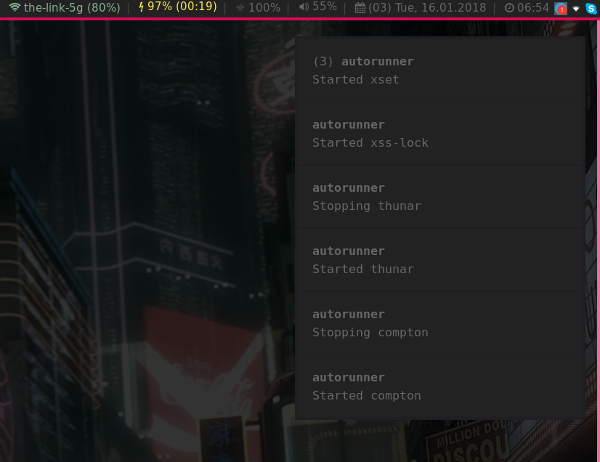 the-link-5g (80%) | 97% (00:19) | 100% | 55% | (03) Tue, 16.01.2018 | 06:54 1
(3) autorunner
Started xset
autorunner
Started xss-lock
autorunner
Stopping thunar
autorunner
Started thunar
autorunner
Stopping compton
autorunner
Started compton
MILLION DOL
DISCOU